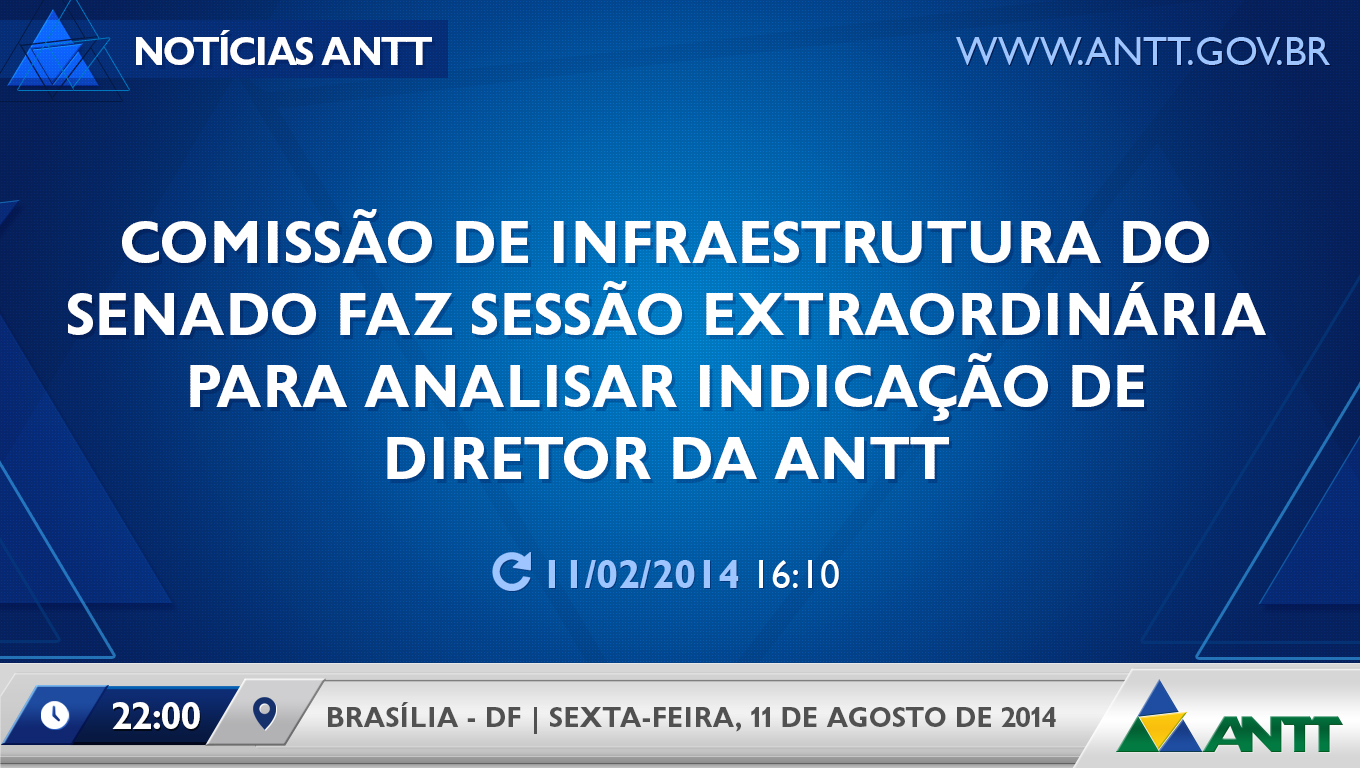 NOTÍCIAS ANTT
WWW.ANTT.GOV.BR
COMISSÃO DE INFRAESTRUTURA DO
SENADO FAZ SESSÃO EXTRAORDINÁRIA
PARA ANALISAR INDICAÇÃO DE
DIRETOR DA ANTT
11/02/2014 16:10
22:00
BRASÍLIA - DF | SEXTA-FEIRA, 11 DE AGOSTO DE 2014
ANTT